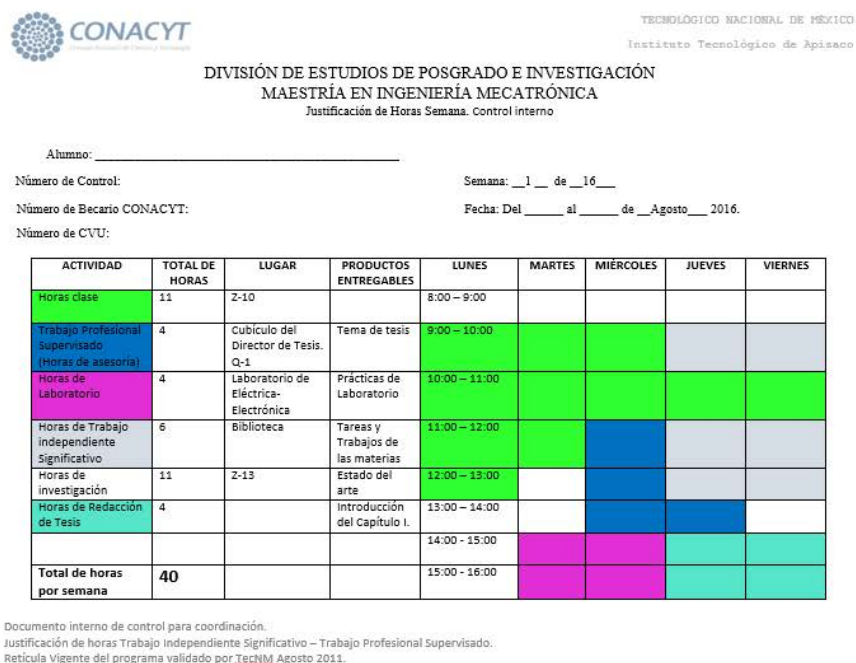 CONACYT
Consejo Nacional de Ciencia y Tecnología
TECNOLÓGICO NACIONAL DE MÉXICO
Instituto Tecnológico de Apizaco
DIVISIÓN DE ESTUDIOS DE POSGRADO E INVESTIGACIÓN
MAESTRÍA EN INGENIERÍA MECATRÓNICA
Justificación de Horas Semana. Control interno
Alumno: ______________________________
Número de Control:
Semana: __1__ de __16___
Número de Becario CONACYT:
Fecha: Del ______ al ______ de __Agosto___ 2016.
Número de CVU:
ACTIVIDAD TOTAL DE HORAS LUGAR PRODUCTOS ENTREGABLES LUNES MARTES MIÉRCOLES JUEVES VIERNES
Horas clase 11 Z-10 8:00 – 9:00
Trabajo Profesional Supervisado (Horas de asesoría) 4 Cubículo del Director de Tesis. Q-1 Tema de tesis 9:00 – 10:00
Horas de Laboratorio 4 Laboratorio de Eléctrica-Electrónica Prácticas de Laboratorio 10:00 – 11:00
Horas de Trabajo independiente Significativo 6 Biblioteca Tareas y Trabajos de las materias 11:00 – 12:00
Horas de investigación 11 Z-13 Estado del arte 12:00 – 13:00
Horas de Redacción de Tesis 4 Introducción del Capítulo I. 13:00 – 14:00
14:00 - 15:00
Total de horas por semana 40 15:00 - 16:00
Documento interno de control para coordinación.
Justificación de horas Trabajo Independiente Significativo – Trabajo Profesional Supervisado.
Retícula Vigente del programa validado por TecNM Agosto 2011.